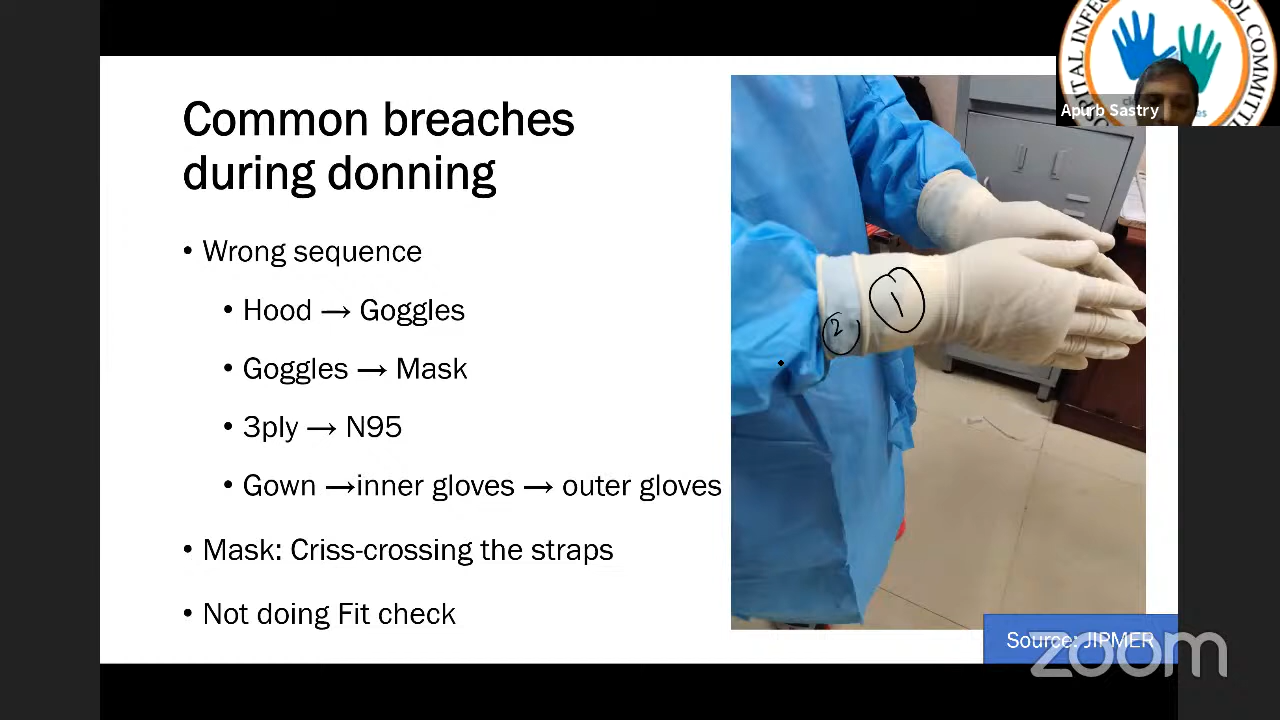 Common breaches
during donning
• Wrong sequence
• Hood → Goggles
• Goggles → Mask
• 3ply → N95
• Gown →inner gloves → outer gloves
• Mask: Criss-crossing the straps
• Not doing Fit check
2
1
Apurb Sastry
Source: JIPMER
zoom